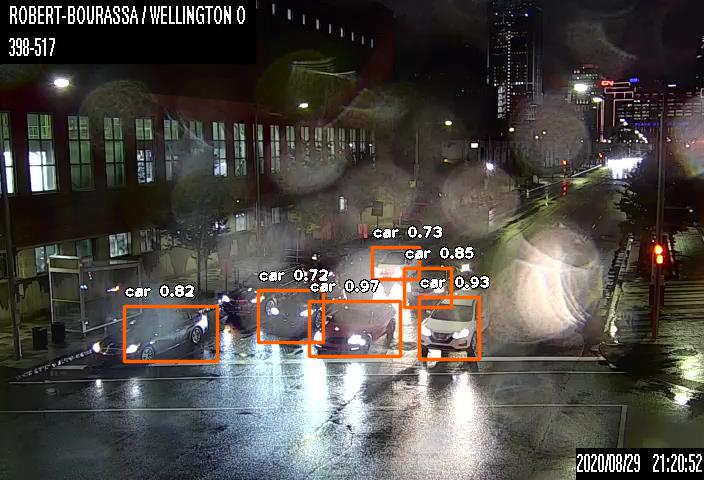 ROBERT-BOURASSA / WELLINGTON O
398-517
CN
car 0.73
car 0.85
car 0.72
car 0.93
car 0.97
car 0.82
2020/08/29 21:20:52